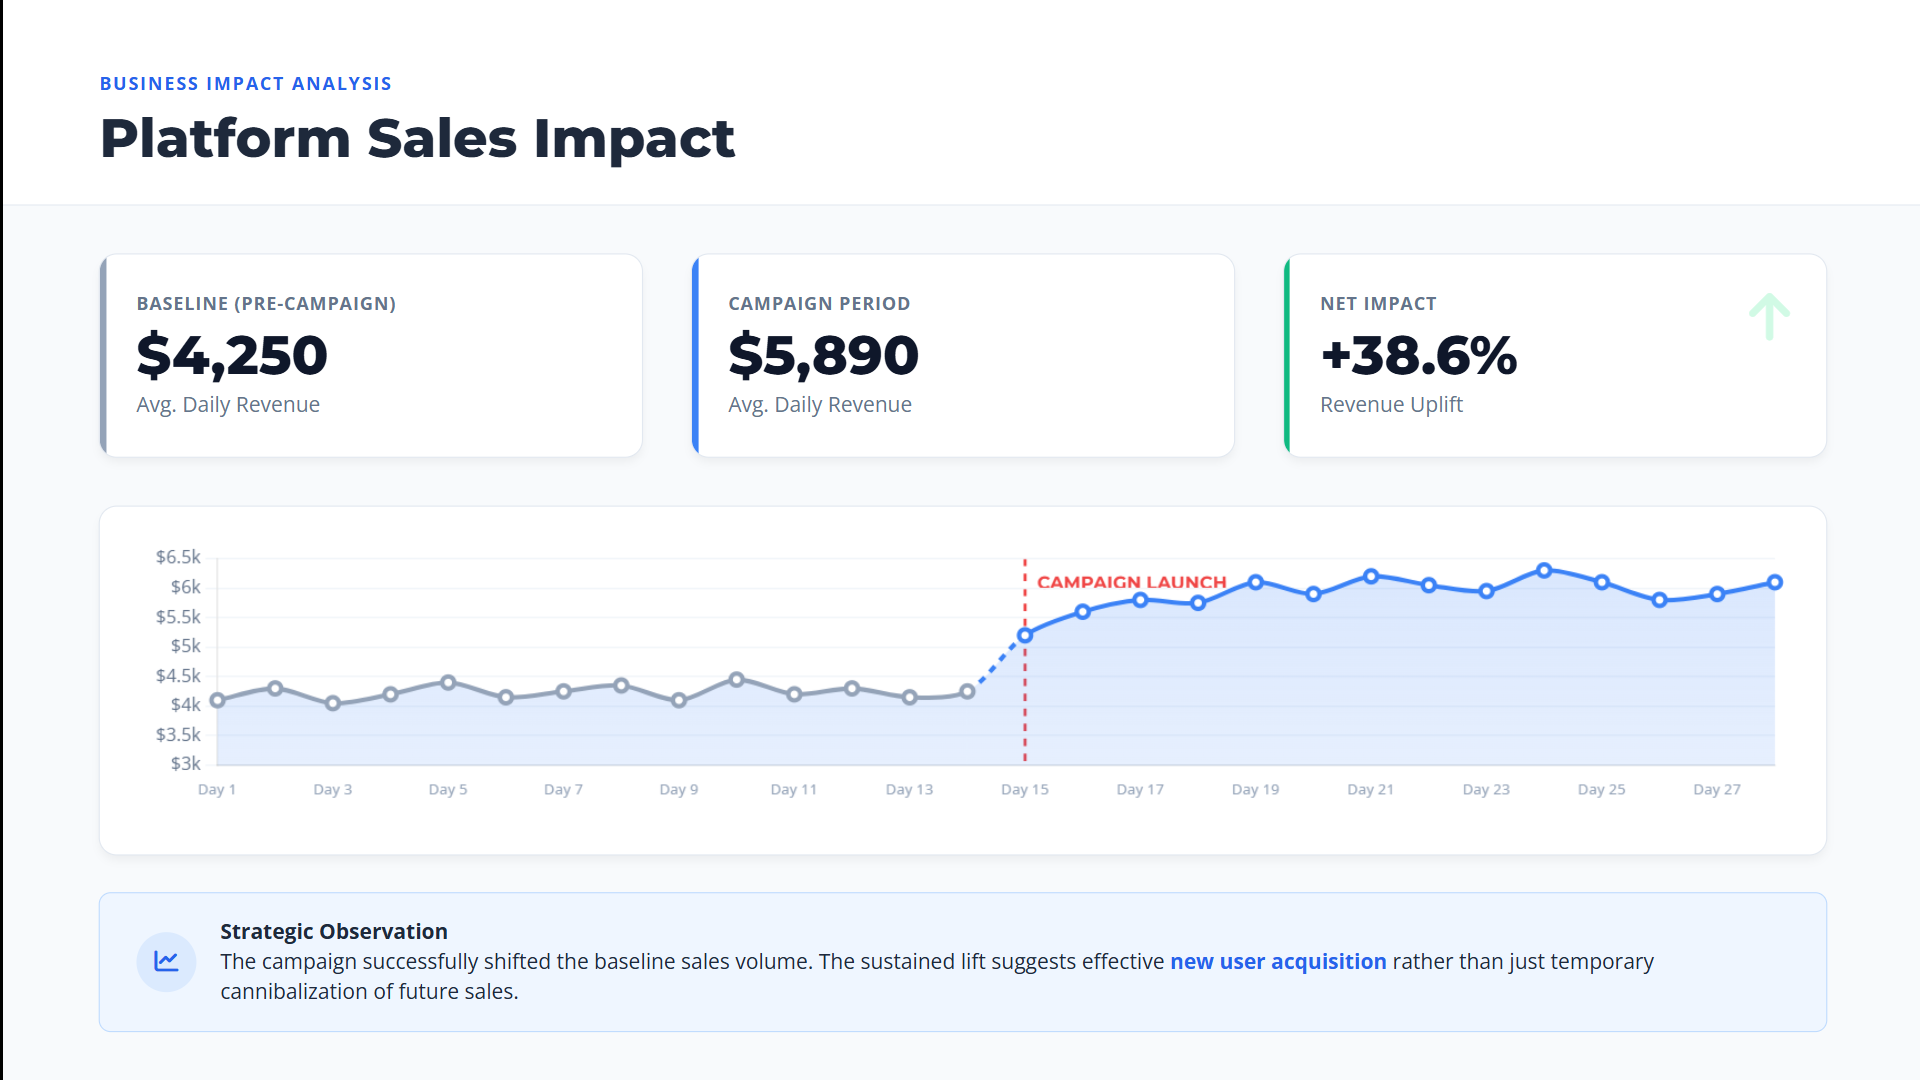 BUSINESS IMPACT ANALYSIS
Platform Sales Impact
BASELINE (PRE-CAMPAIGN)
$4,250
Avg. Daily Revenue
CAMPAIGN PERIOD
$5,890
Avg. Daily Revenue
NET IMPACT
+38.6%
Revenue Uplift
$6.5k
$6k
$5.5k
$5k
$4.5k
$4k
$3.5k
$3k
CAMPAIGN LAUNCH
Day 1 Day 3 Day 5 Day 7 Day 9 Day 11 Day 13 Day 15 Day 17 Day 19 Day 21 Day 23 Day 25 Day 27
Strategic Observation
The campaign successfully shifted the baseline sales volume. The sustained lift suggests effective new user acquisition rather than just temporary
cannibalization of future sales.